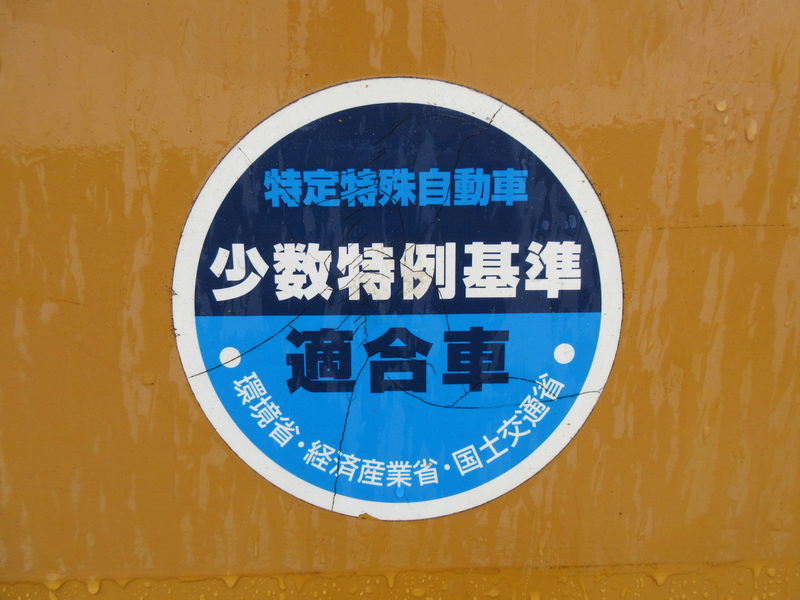 特定特殊自動車
少数特例基準
適合車
環境省・経済産業省・国土交通省